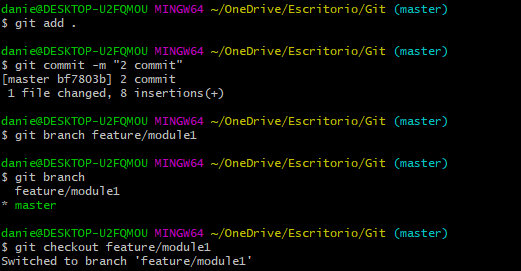 danie@DESKTOP-U2FQMOU MINGW64 ~/OneDrive/Escritorio/Git (master)
$ git add .
danie@DESKTOP-U2FQMOU MINGW64 ~/OneDrive/Escritorio/Git (master)
$ git commit -m "2 commit"
[master bf7803b] 2 commit
 1 file changed, 8 insertions(+)
danie@DESKTOP-U2FQMOU MINGW64 ~/OneDrive/Escritorio/Git (master)
$ git branch feature/module1
danie@DESKTOP-U2FQMOU MINGW64 ~/OneDrive/Escritorio/Git (master)
$ git branch
  feature/module1
* master
danie@DESKTOP-U2FQMOU MINGW64 ~/OneDrive/Escritorio/Git (master)
$ git checkout feature/module1
Switched to branch 'feature/module1'